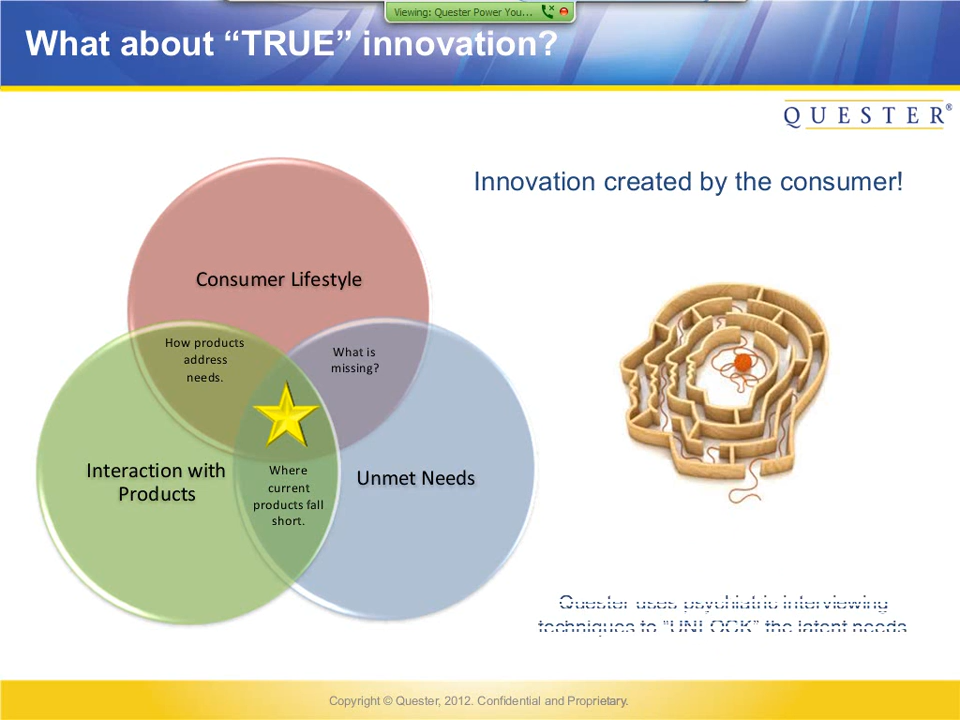 Viewing: Quester Power You...
What about “TRUE” innovation?
QUESTER®
Innovation created by the consumer!
Consumer Lifestyle
How products
address
needs.
What is
missing?
Interaction with
Products
Where
current
products fall
short.
Unmet Needs
Quester uses psychiatric interviewing
techniques to "UNLOCK" the latent needs
Copyright © Quester, 2012. Confidential and Proprietary.